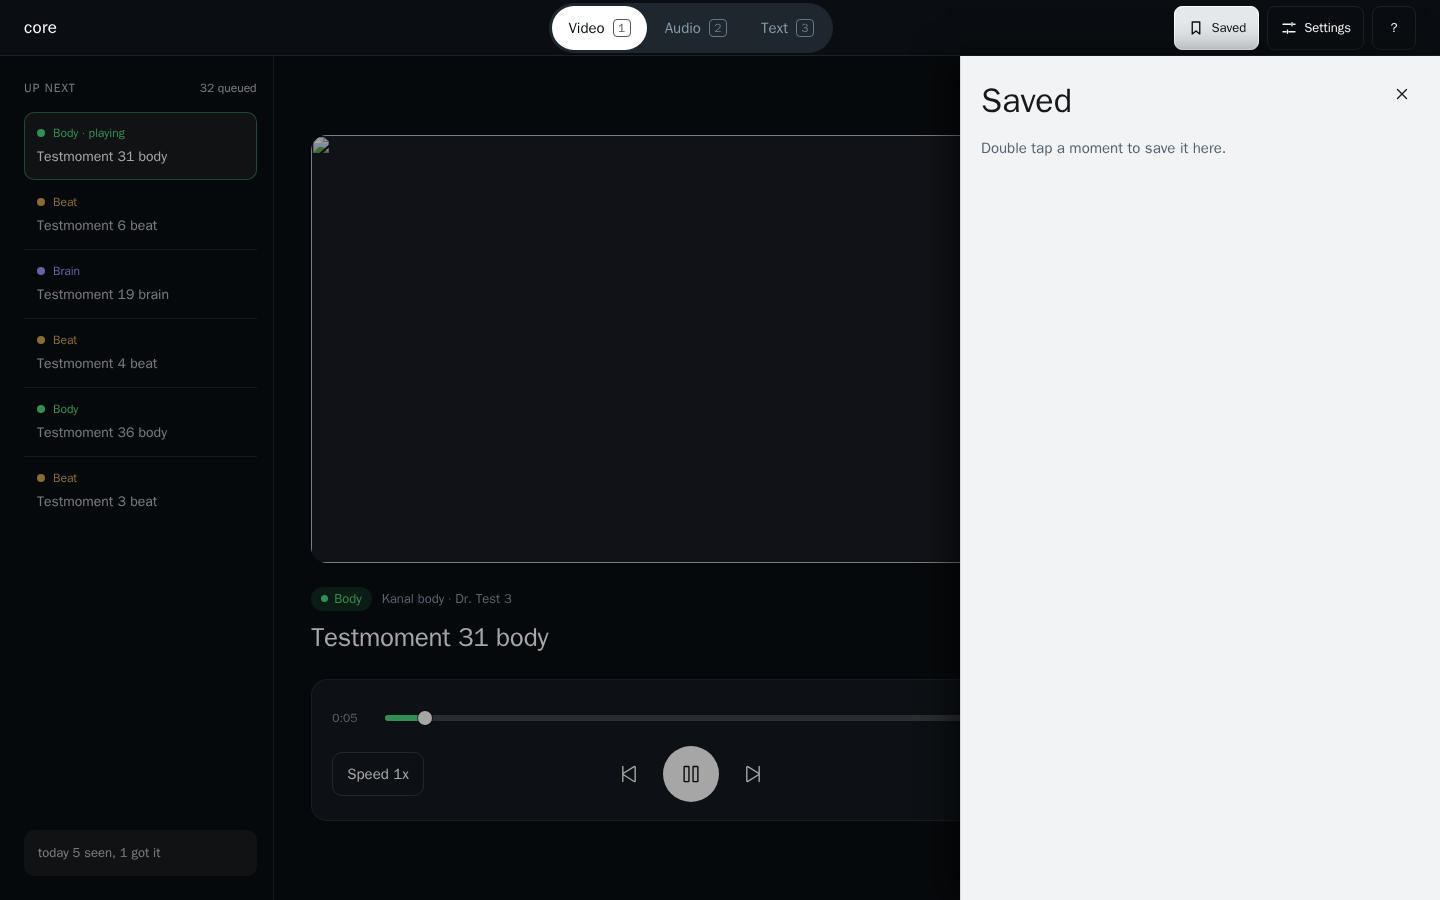 core
Video 1
Audio 2
Text 3
Saved
Settings
?
UP NEXT
32 queued
Body · playing
Testmoment 31 body
Beat
Testmoment 6 beat
Brain
Testmoment 19 brain
Beat
Testmoment 4 beat
Body
Testmoment 36 body
Beat
Testmoment 3 beat
today 5 seen, 1 got it
Body
Kanal body · Dr. Test 3
Testmoment 31 body
0:05
Speed 1x
Saved
Double tap a moment to save it here.